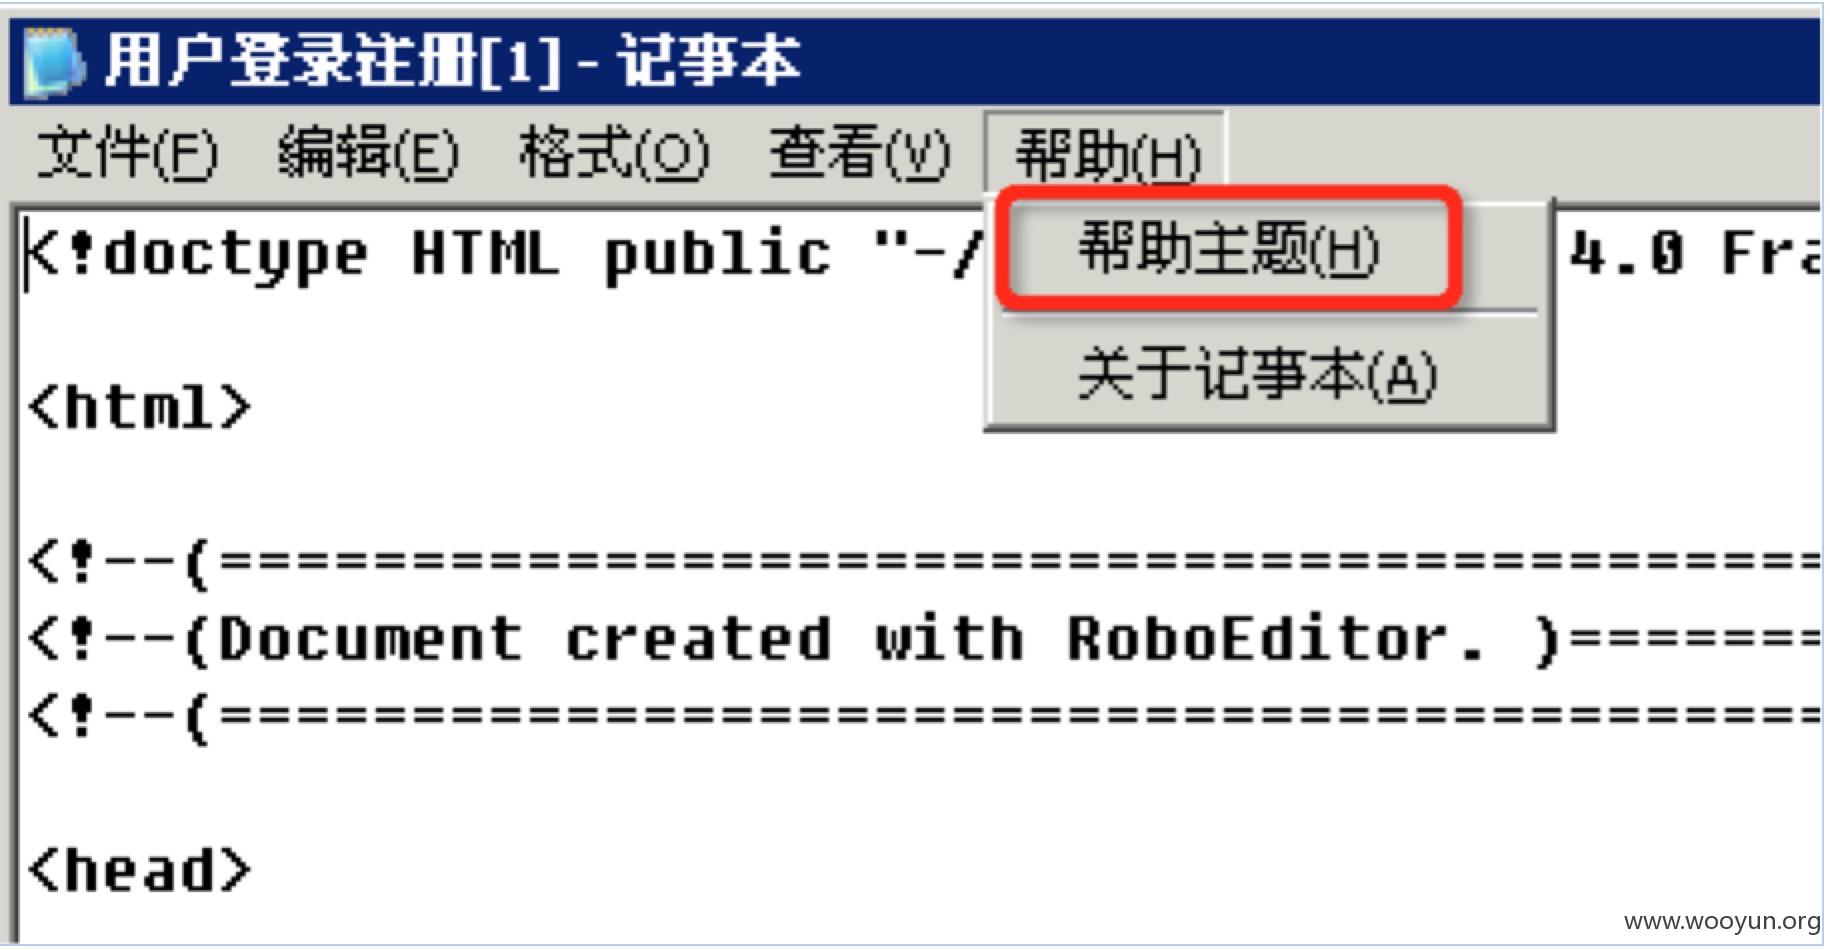 用户登录注册[1] - 记事本
文件(F) 编辑(E) 格式(O) 查看(V) 帮助(H)
帮助主题(H)
关于记事本(A)
<!doctype HTML public "-/ 4.0 Fra
<html>
<!--(==========================================
<!--(Document created with RoboEditor. )=======
<!--(==========================================
<head>
www.wooyun.org